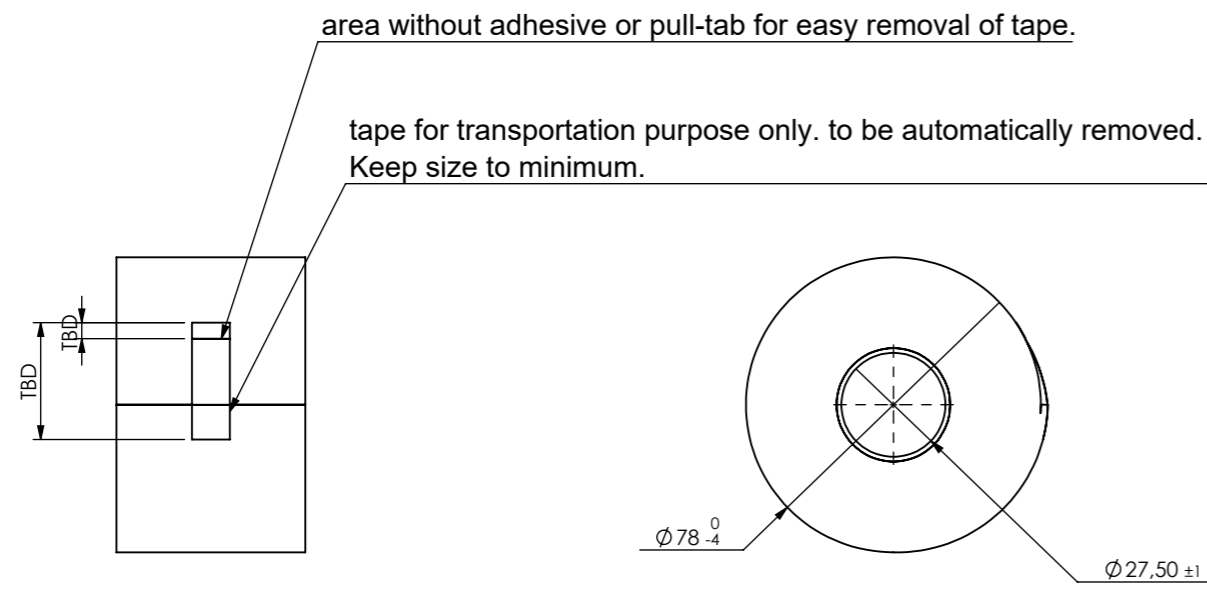 area without adhesive or pull-tab for easy removal of tape.
tape for transportation purpose only. to be automatically removed.
Keep size to minimum.
TBD
TBD
Ø78 0 -4
Ø27,50 ±1